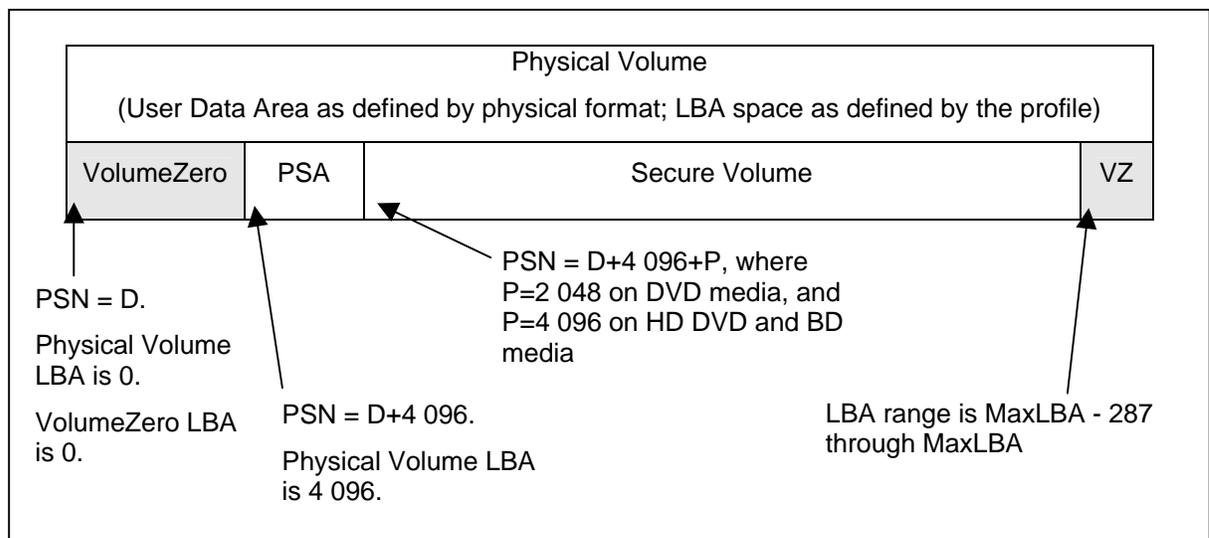 Physical Volume
(User Data Area as defined by physical format; LBA space as defined by the profile)
VolumeZero
PSA
Secure Volume
VZ
PSN = D.
Physical Volume
LBA is 0.
VolumeZero LBA
is 0.
PSN = D+4 096.
Physical Volume LBA
is 4 096.
PSN = D+4 096+P, where
P=2 048 on DVD media, and
P=4 096 on HD DVD and BD
media
LBA range is MaxLBA - 287
through MaxLBA